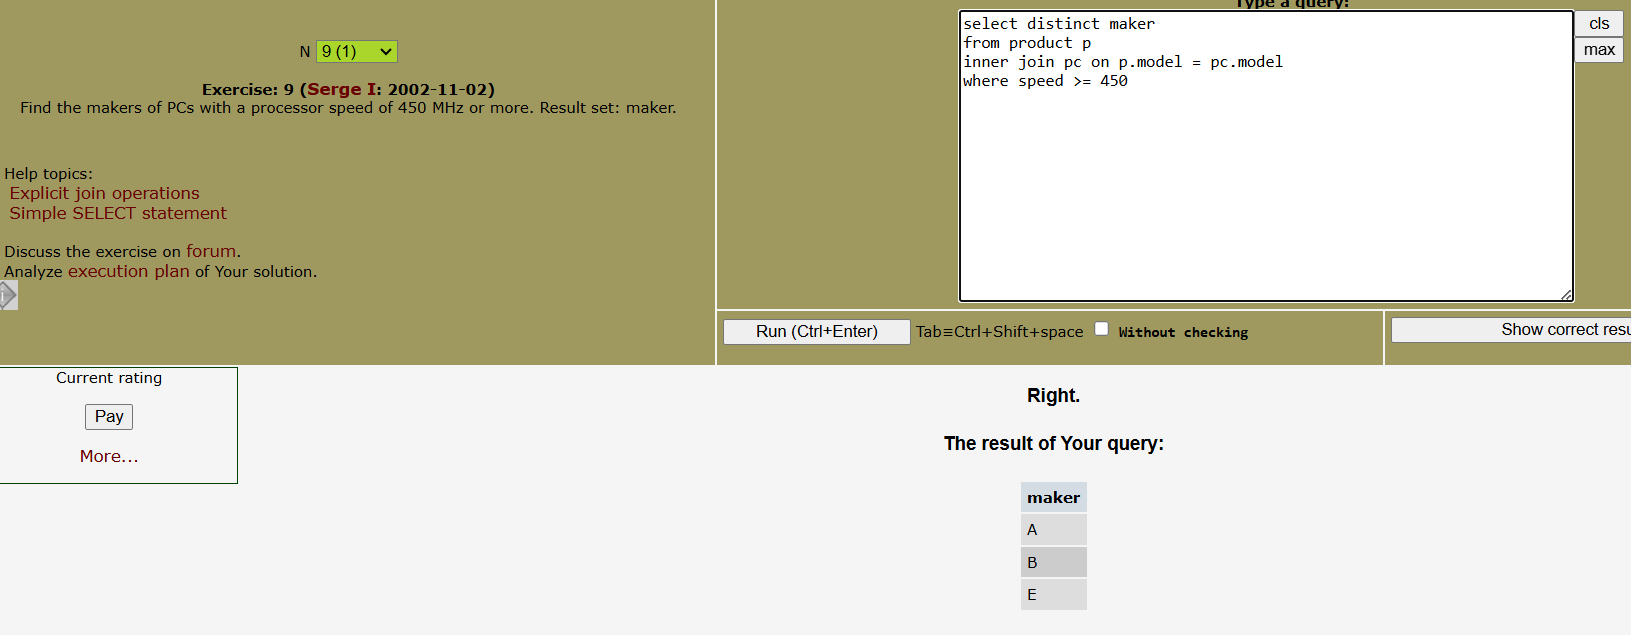 N 9 (1)
Exercise: 9 (Serge I: 2002-11-02)
Find the makers of PCs with a processor speed of 450 MHz or more. Result set: maker.
Help topics:
Explicit join operations
Simple SELECT statement
Discuss the exercise on forum.
Analyze execution plan of Your solution.
Type a query:
select distinct maker
from product p
inner join pc on p.model = pc.model
where speed >= 450
cls
max
Run (Ctrl+Enter) Tab≡Ctrl+Shift+space Without checking
Show correct resu
Current rating
Pay
More...
Right.
The result of Your query:
maker
A
B
E